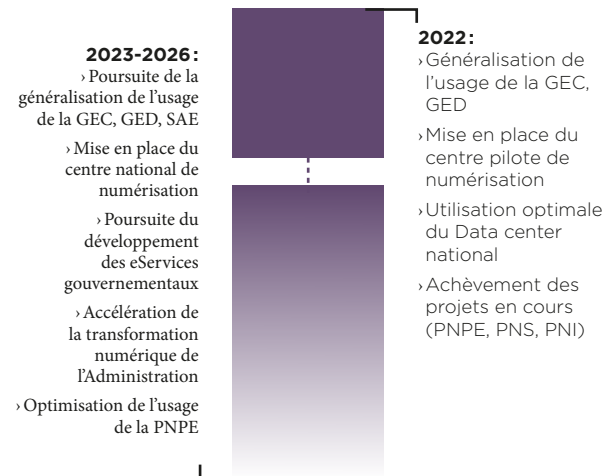 2023-2026 :
› Poursuite de la
généralisation de l’usage
de la GEC, GED, SAE
› Mise en place du
centre national de
numérisation
› Poursuite du
développement
des eServices
gouvernementaux
› Accélération de
la transformation
numérique de
l’Administration
› Optimisation de l’usage
de la PNPE
2022 :
› Généralisation de
l’usage de la GEC,
GED
› Mise en place du
centre pilote de
numérisation
› Utilisation optimale
du Data center
national
› Achèvement des
projets en cours
(PNPE, PNS, PNI)